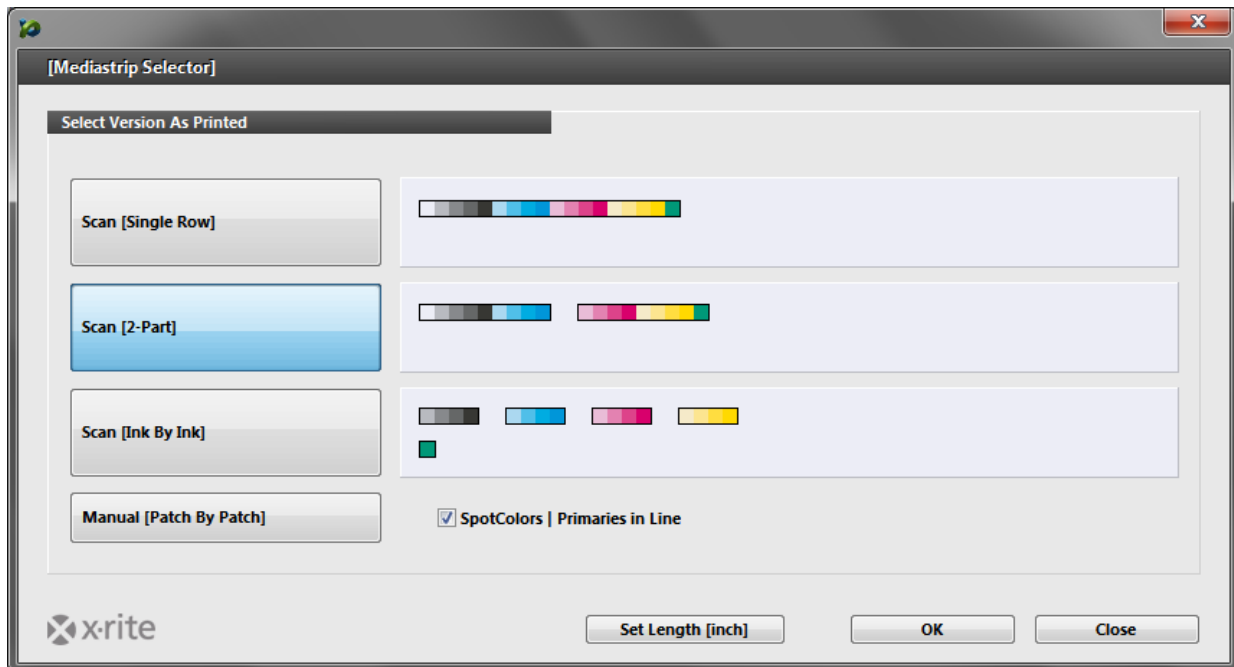 [Mediastrip Selector]
Select Version As Printed
Scan [Single Row]
Scan [2-Part]
Scan [Ink By Ink]
Manual [Patch By Patch]
SpotColors | Primaries in Line
x·rite
Set Length [inch]
OK
Close